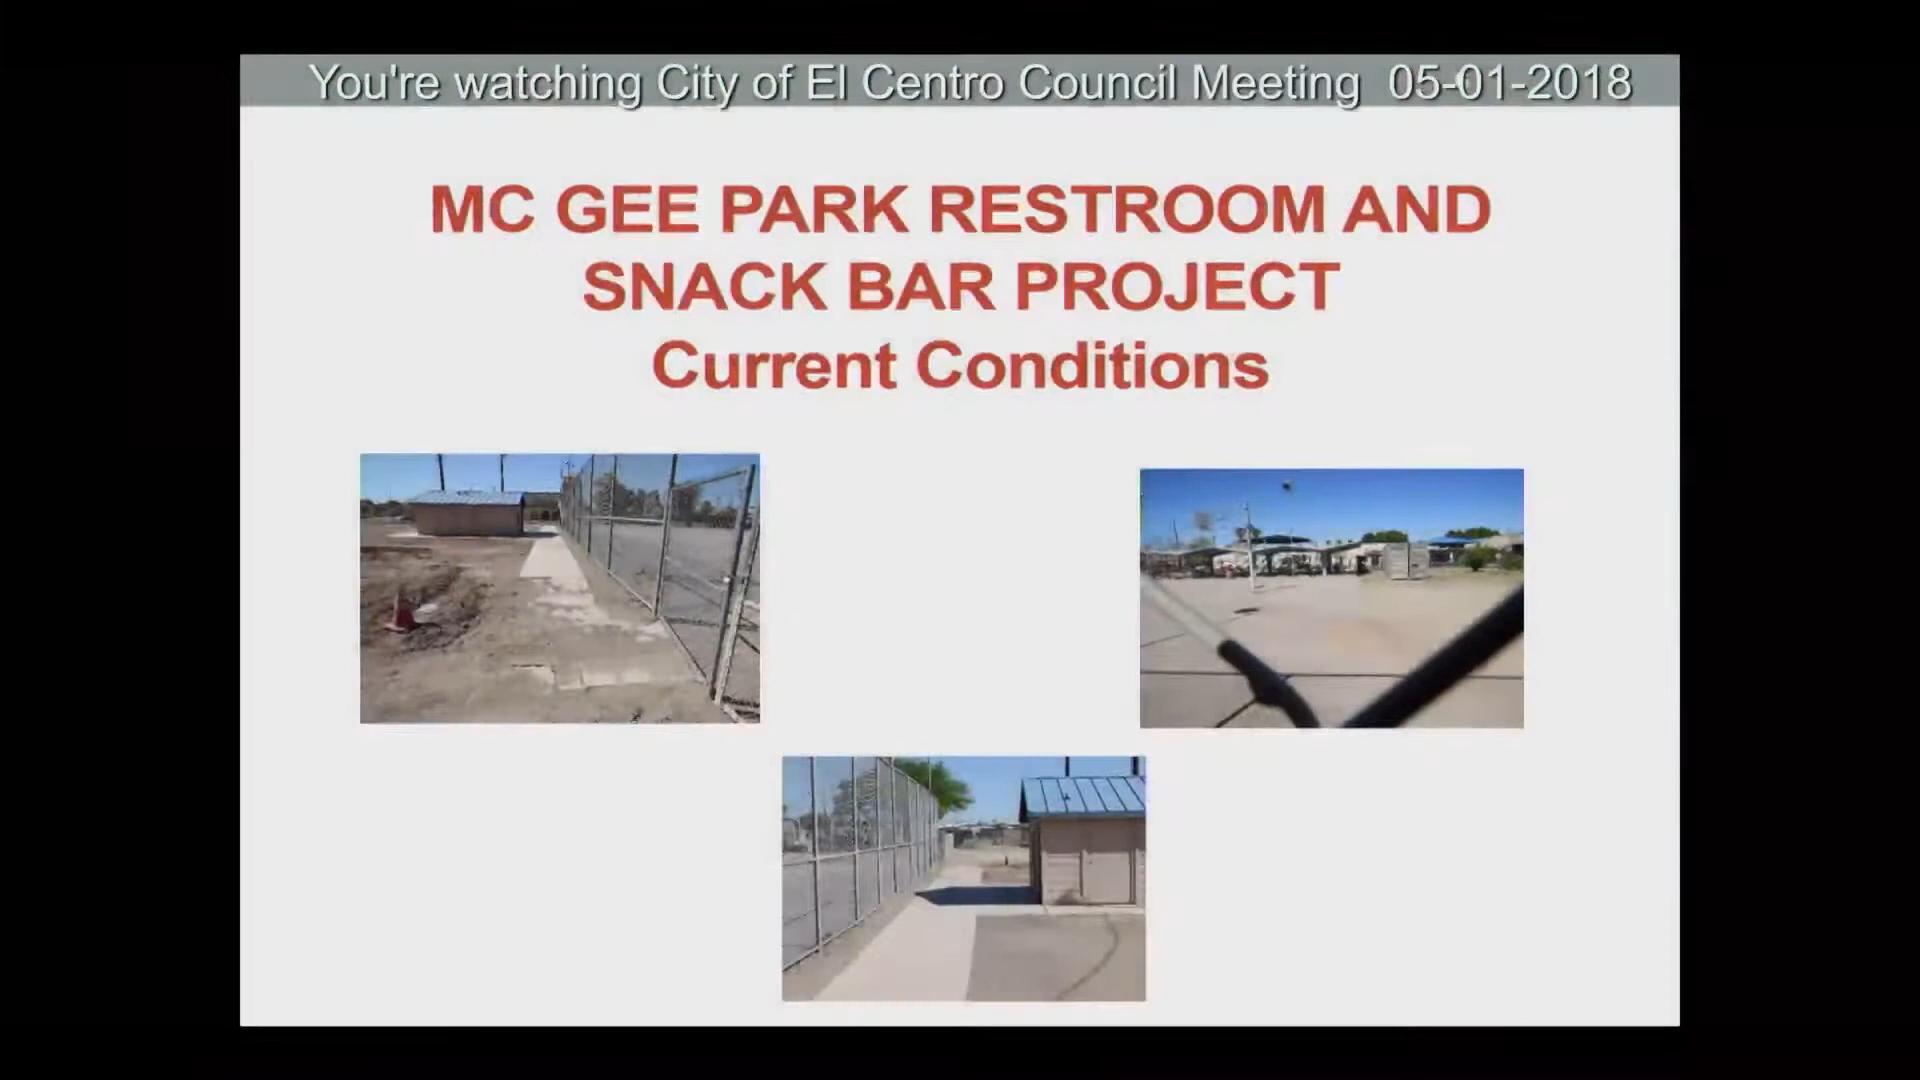 You're watching City of El Centro Council Meeting 05-01-2018
MC GEE PARK RESTROOM AND
SNACK BAR PROJECT
Current Conditions